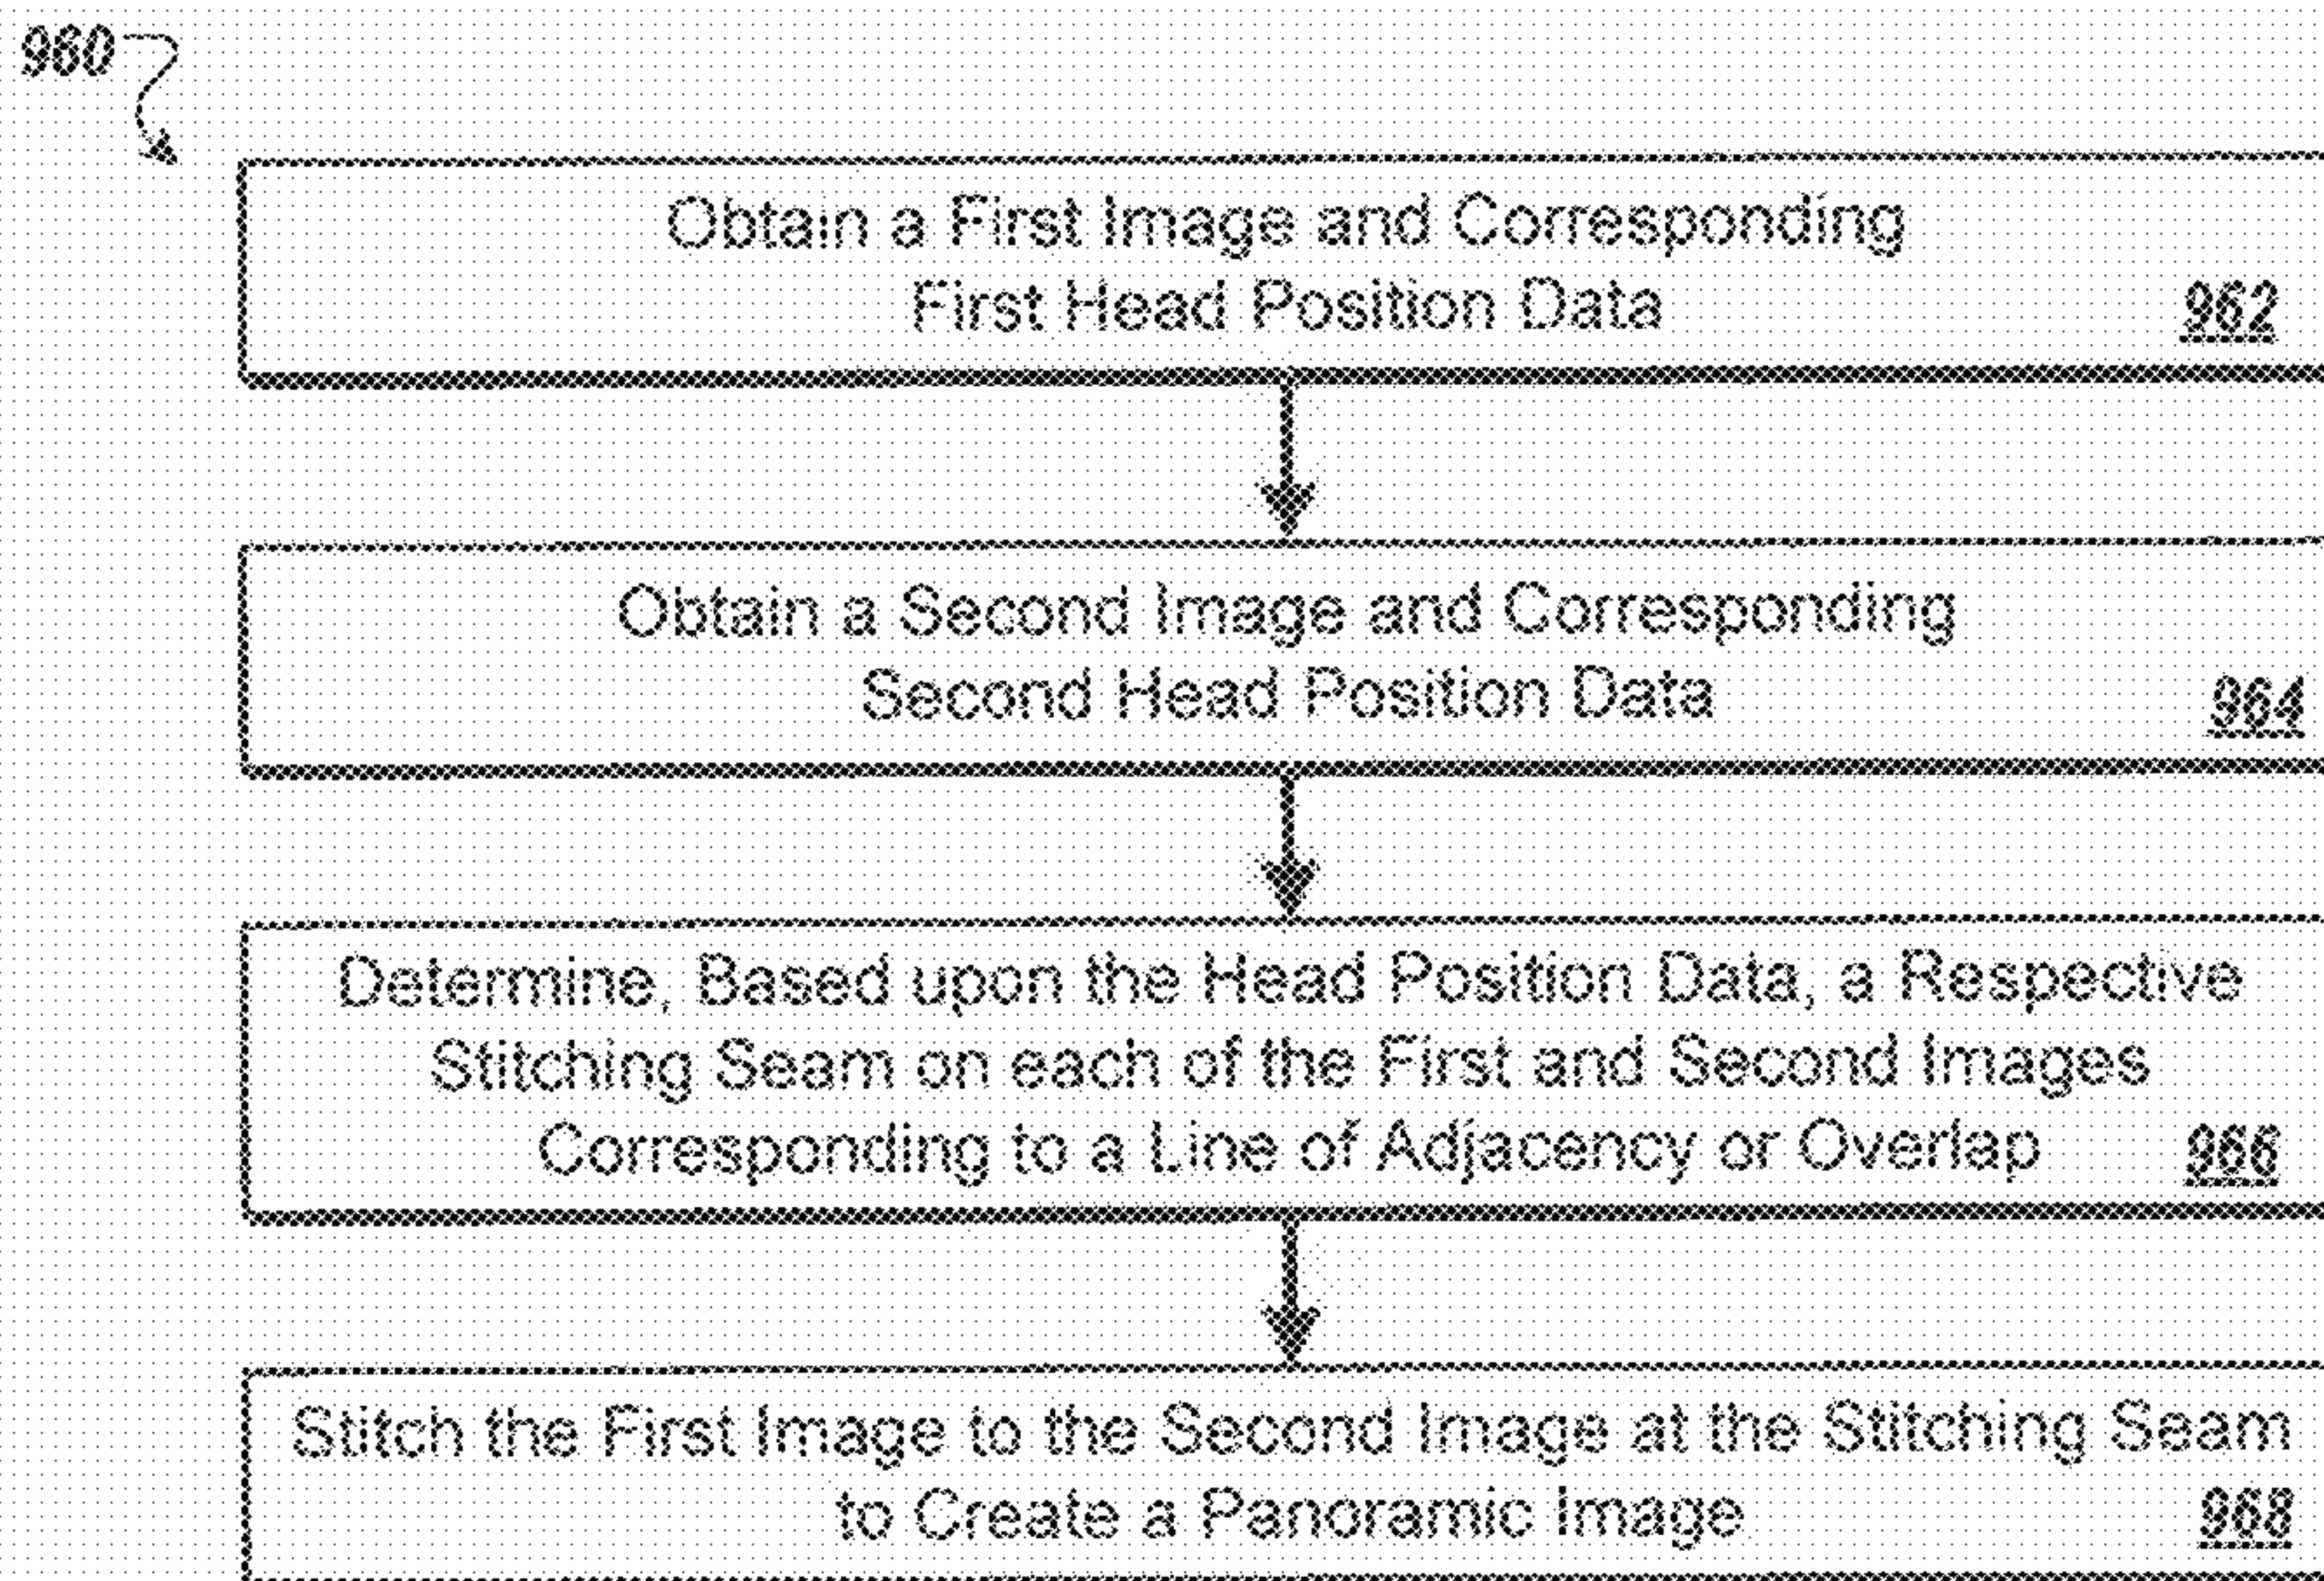 960
Obtain a First Image and Corresponding
First Head Position Data
962
Obtain a Second Image and Corresponding
Second Head Position Data
964
Determine, Based upon the Head Position Data, a Respective
Stitching Seam on each of the First and Second Images
Corresponding to a Line of Adjacency or Overlap 966
Stitch the First Image to the Second Image at the Stitching Seam
to Create a Panoramic Image 968